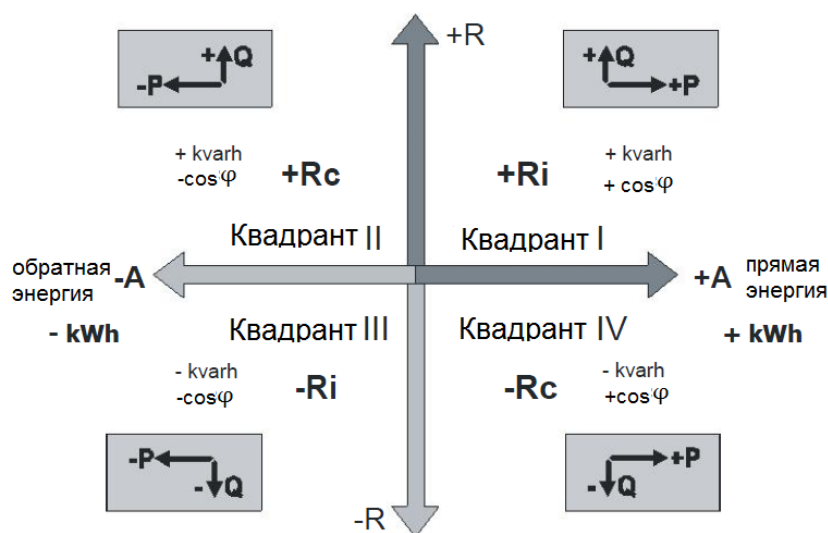 +R
+Q
-P
+Q
+P
+ kvarh
-cosφ
+Rc
+Ri
+ kvarh
+ cosφ
Квадрант II
Квадрант I
обратная
энергия
-A
- kWh
+A
прямая
энергия
+ kWh
Квадрант III
Квадрант IV
- kvarh
-cosφ
-Ri
-Rc
- kvarh
+cosφ
-P
-Q
+P
-Q
-R